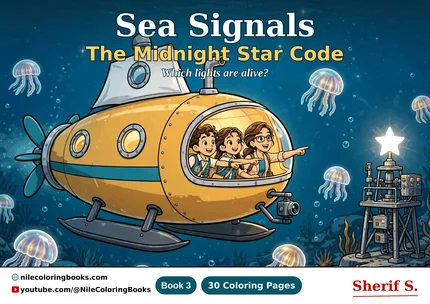 Sea Signals
The Midnight Star Code
Which lights are alive?
nilecoloringbooks.com
youtube.com/@NileColoringBooks
Book 3
30 Coloring Pages
Sherif S.